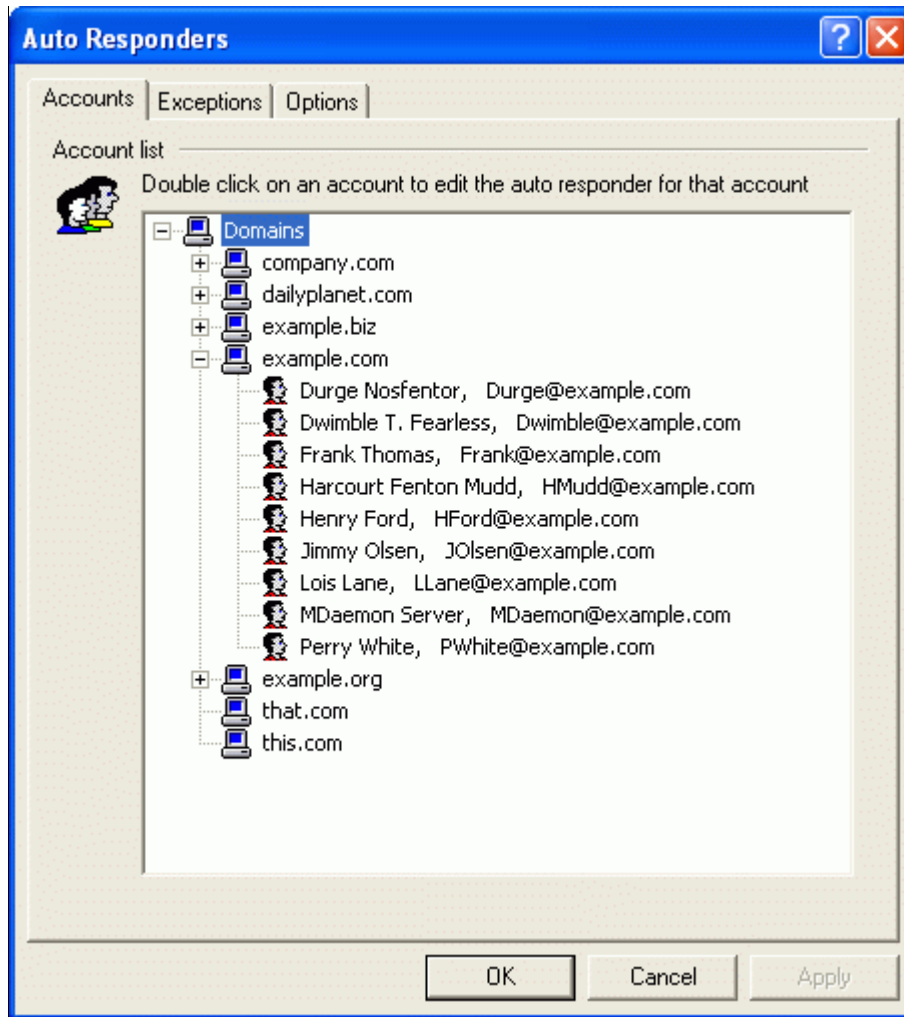 Auto Responders
Accounts Exceptions Options
Account list
Double click on an account to edit the auto responder for that account
Domains
company.com
dailyplanet.com
example.biz
example.com
Durge Nosfentor, Durge@example.com
Dwimble T. Fearless, Dwimble@example.com
Frank Thomas, Frank@example.com
Harcourt Fenton Mudd, HMudd@example.com
Henry Ford, HFord@example.com
Jimmy Olsen, JOlsen@example.com
Lois Lane, LLane@example.com
MDaemon Server, MDaemon@example.com
Perry White, PWhite@example.com
example.org
that.com
this.com
OK Cancel Apply